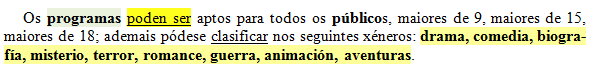 Os programas poden ser aptos para todos os públicos, maiores de 9, maiores de 15,
maiores de 18; ademais pódese clasificar nos seguintes xéneros: drama, comedia, biogra-
fía, misterio, terror, romance, guerra, animación, aventuras.